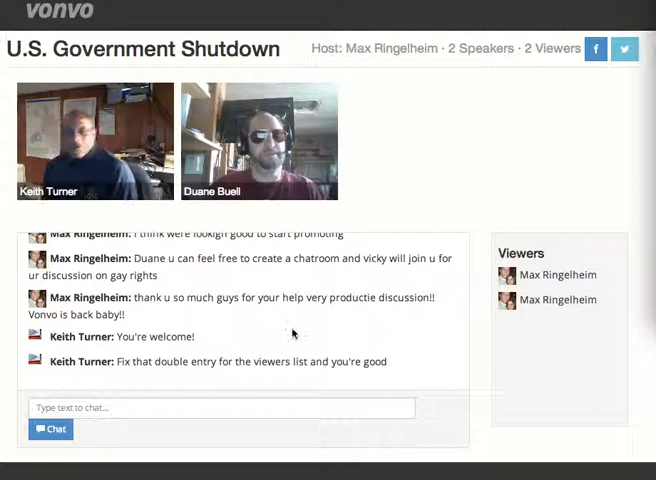 vonvo
U.S. Government Shutdown
Host: Max Ringelheim · 2 Speakers · 2 Viewers
Keith Turner
Duane Buell
Max Ringelheim: I think were lookign good to start promoting
Max Ringelheim: Duane u can feel free to create a chatroom and vicky will join u for
ur discussion on gay rights
Max Ringelheim: thank u so much guys for your help very productie discussion!!
Vonvo is back baby!!
Keith Turner: You're welcome!
Keith Turner: Fix that double entry for the viewers list and you're good
Type text to chat...
Chat
Viewers
Max Ringelheim
Max Ringelheim